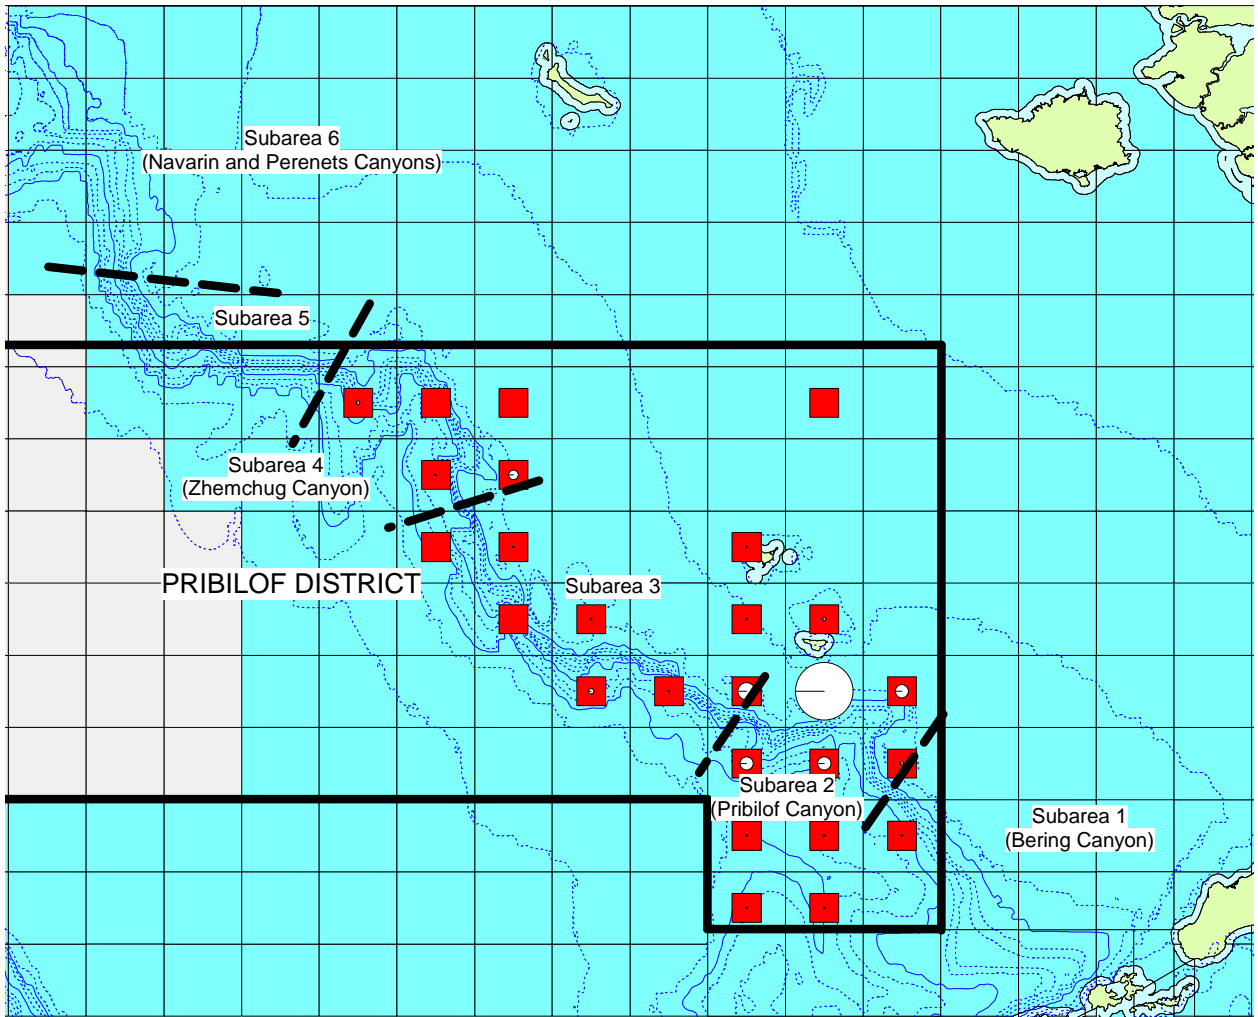 Subarea 6
(Navarin and Perenets Canyons)
Subarea 5
Subarea 4
(Zhemchug Canyon)
PRIBILOF DISTRICT
Subarea 3
Subarea 2
(Pribilof Canyon)
Subarea 1
(Bering Canyon)